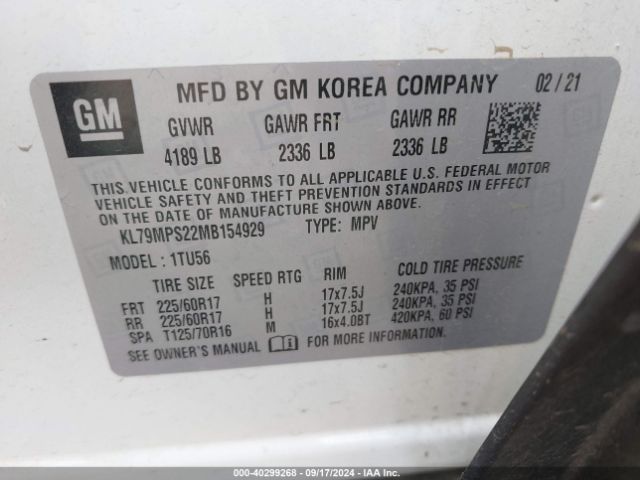 GM MFD BY GM KOREA COMPANY 02 / 21
GVWR GAWR FRT GAWR RR
4189 LB 2336 LB 2336 LB
THIS VEHICLE CONFORMS TO ALL APPLICABLE U.S. FEDERAL MOTOR
VEHICLE SAFETY AND THEFT PREVENTION STANDARDS IN EFFECT
ON THE DATE OF MANUFACTURE SHOWN ABOVE.
KL79MPS22MB154929 TYPE: MPV
MODEL : 1TU56
TIRE SIZE SPEED RTG RIM COLD TIRE PRESSURE
FRT 225/60R17 H 17x7.5J 240KPA, 35 PSI
RR 225/60R17 H 17x7.5J 240KPA, 35 PSI
SPA T125/70R16 M 16x4.0BT 420KPA, 60 PSI
SEE OWNER'S MANUAL FOR MORE INFORMATION.
000-40299268 - 09/17/2024 - IAA Inc.